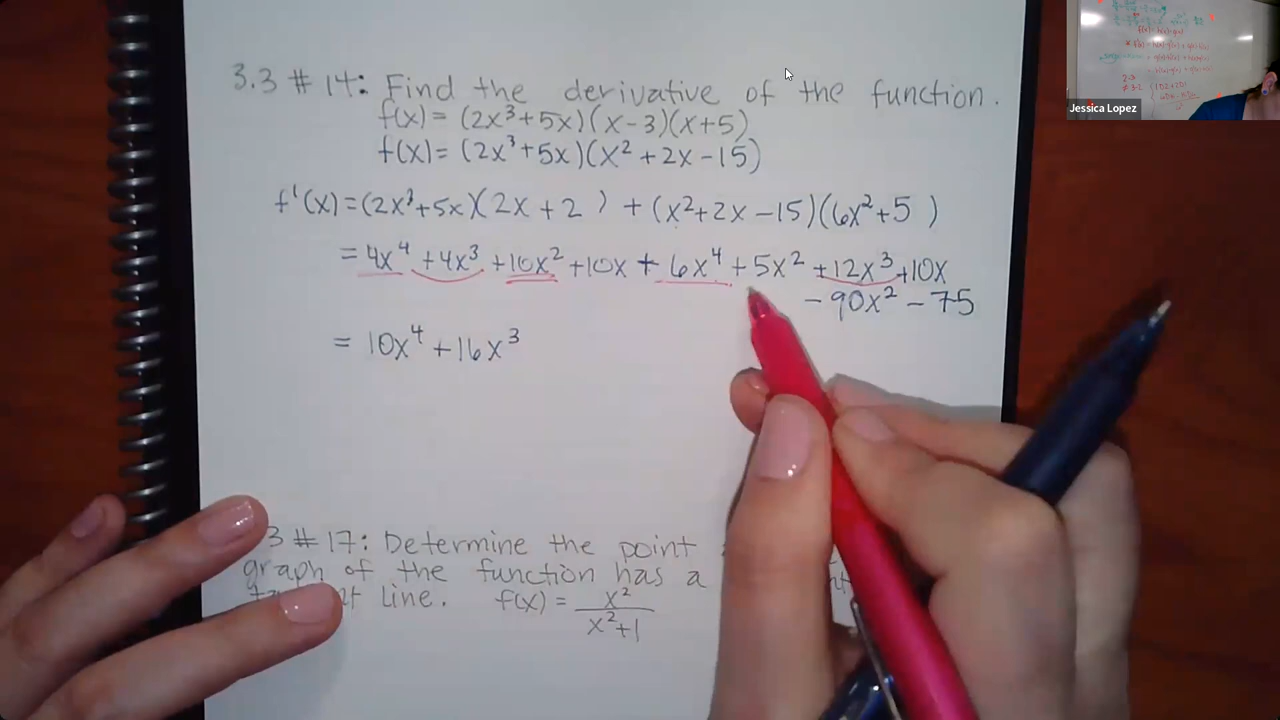 3.3 # 14: Find the derivative of the function.
f(x) = (2x³+5x)(x-3)(x+5)
f(x) = (2x³+5x)(x²+2x-15)
f'(x) = (2x³+5x)(2x+2 ) + (x²+2x-15)(6x²+5 )
= 4x⁴ +4x³ +10x² +10x + 6x⁴ +5x² +12x³ +10x
-90x² -75
= 10x⁴ +16x³
3 # 17: Determine the point
graph of the function has a
line. f(x) = x²
x²+1
Jessica Lopez